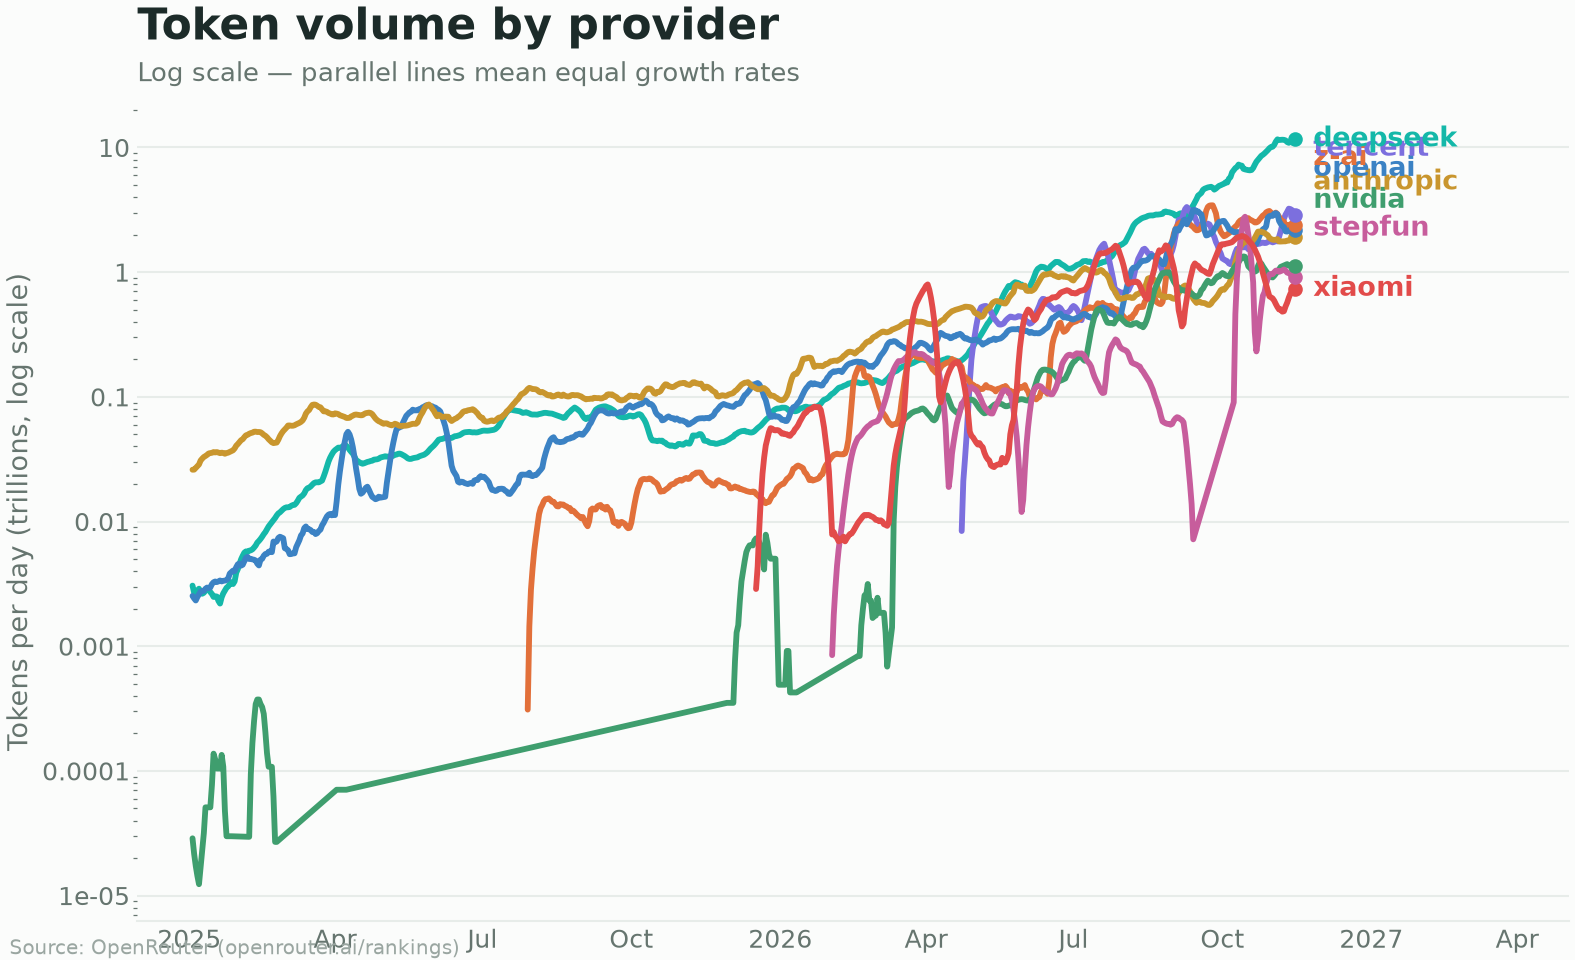 Token volume by provider
Log scale — parallel lines mean equal growth rates
Tokens per day (trillions, log scale)
10
1
0.1
0.01
0.001
0.0001
1e-05
deepseek
tencent
z-ai
openai
anthropic
nvidia
stepfun
xiaomi
2025
Apr
Jul
Oct
2026
Apr
Jul
Oct
2027
Apr
Source: OpenRouter (openrouter.ai/rankings)